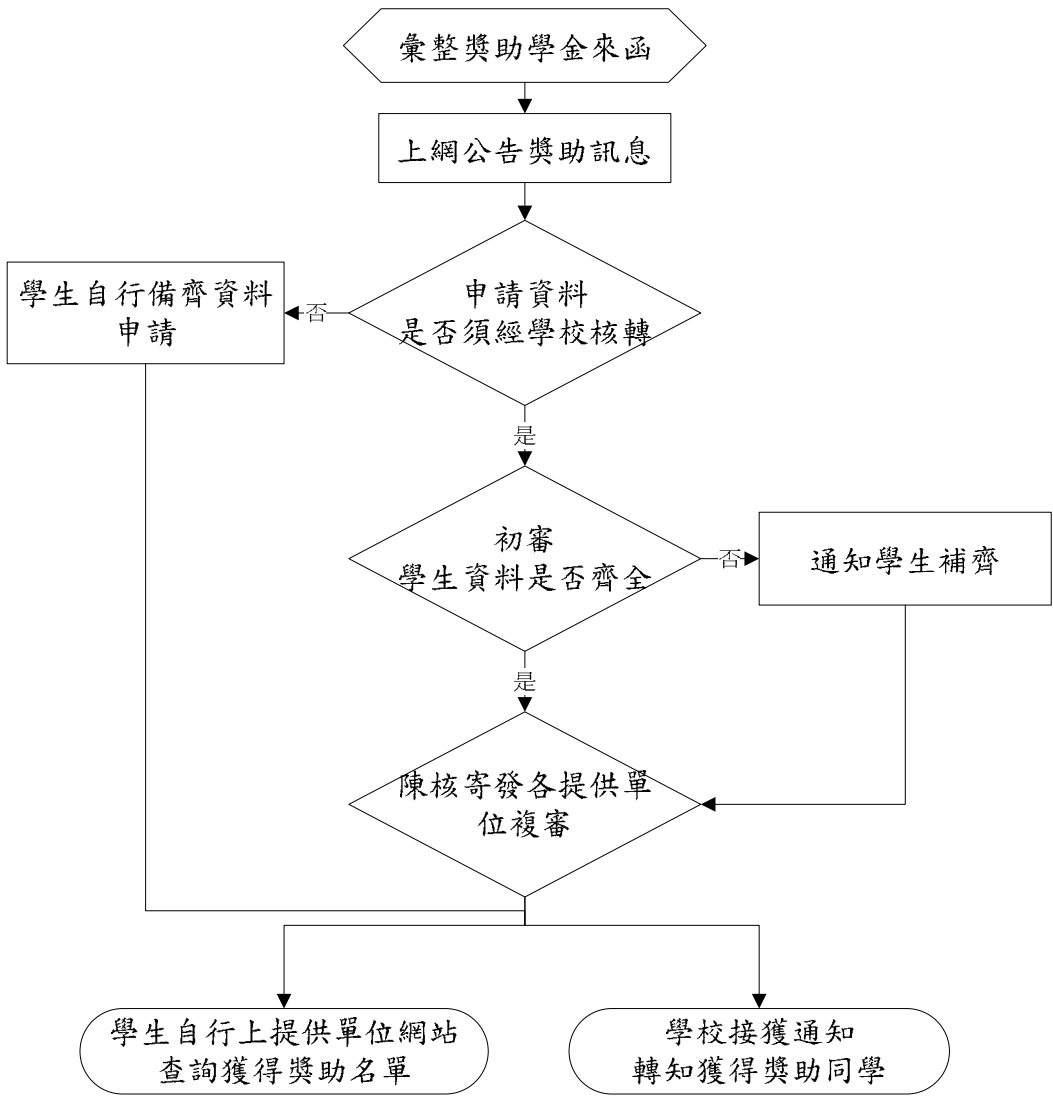 彙整獎助學金來函
上網公告獎助訊息
申請資料
是否須經學校核轉
否
學生自行備齊資料
申請
是
初審
學生資料是否齊全
否
通知學生補齊
是
陳核寄發各提供單
位複審
學生自行上提供單位網站
查詢獲得獎助名單
學校接獲通知
轉知獲得獎助同學